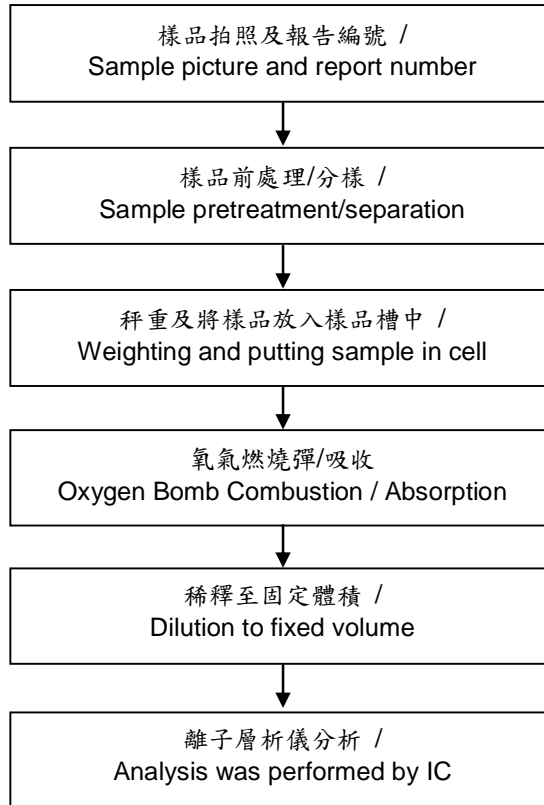 樣品拍照及報告編號 /
Sample picture and report number
樣品前處理/分樣 /
Sample pretreatment/separation
秤重及將樣品放入樣品槽中 /
Weighting and putting sample in cell
氧氣燃燒彈/吸收
Oxygen Bomb Combustion / Absorption
稀釋至固定體積 /
Dilution to fixed volume
離子層析儀分析 /
Analysis was performed by IC